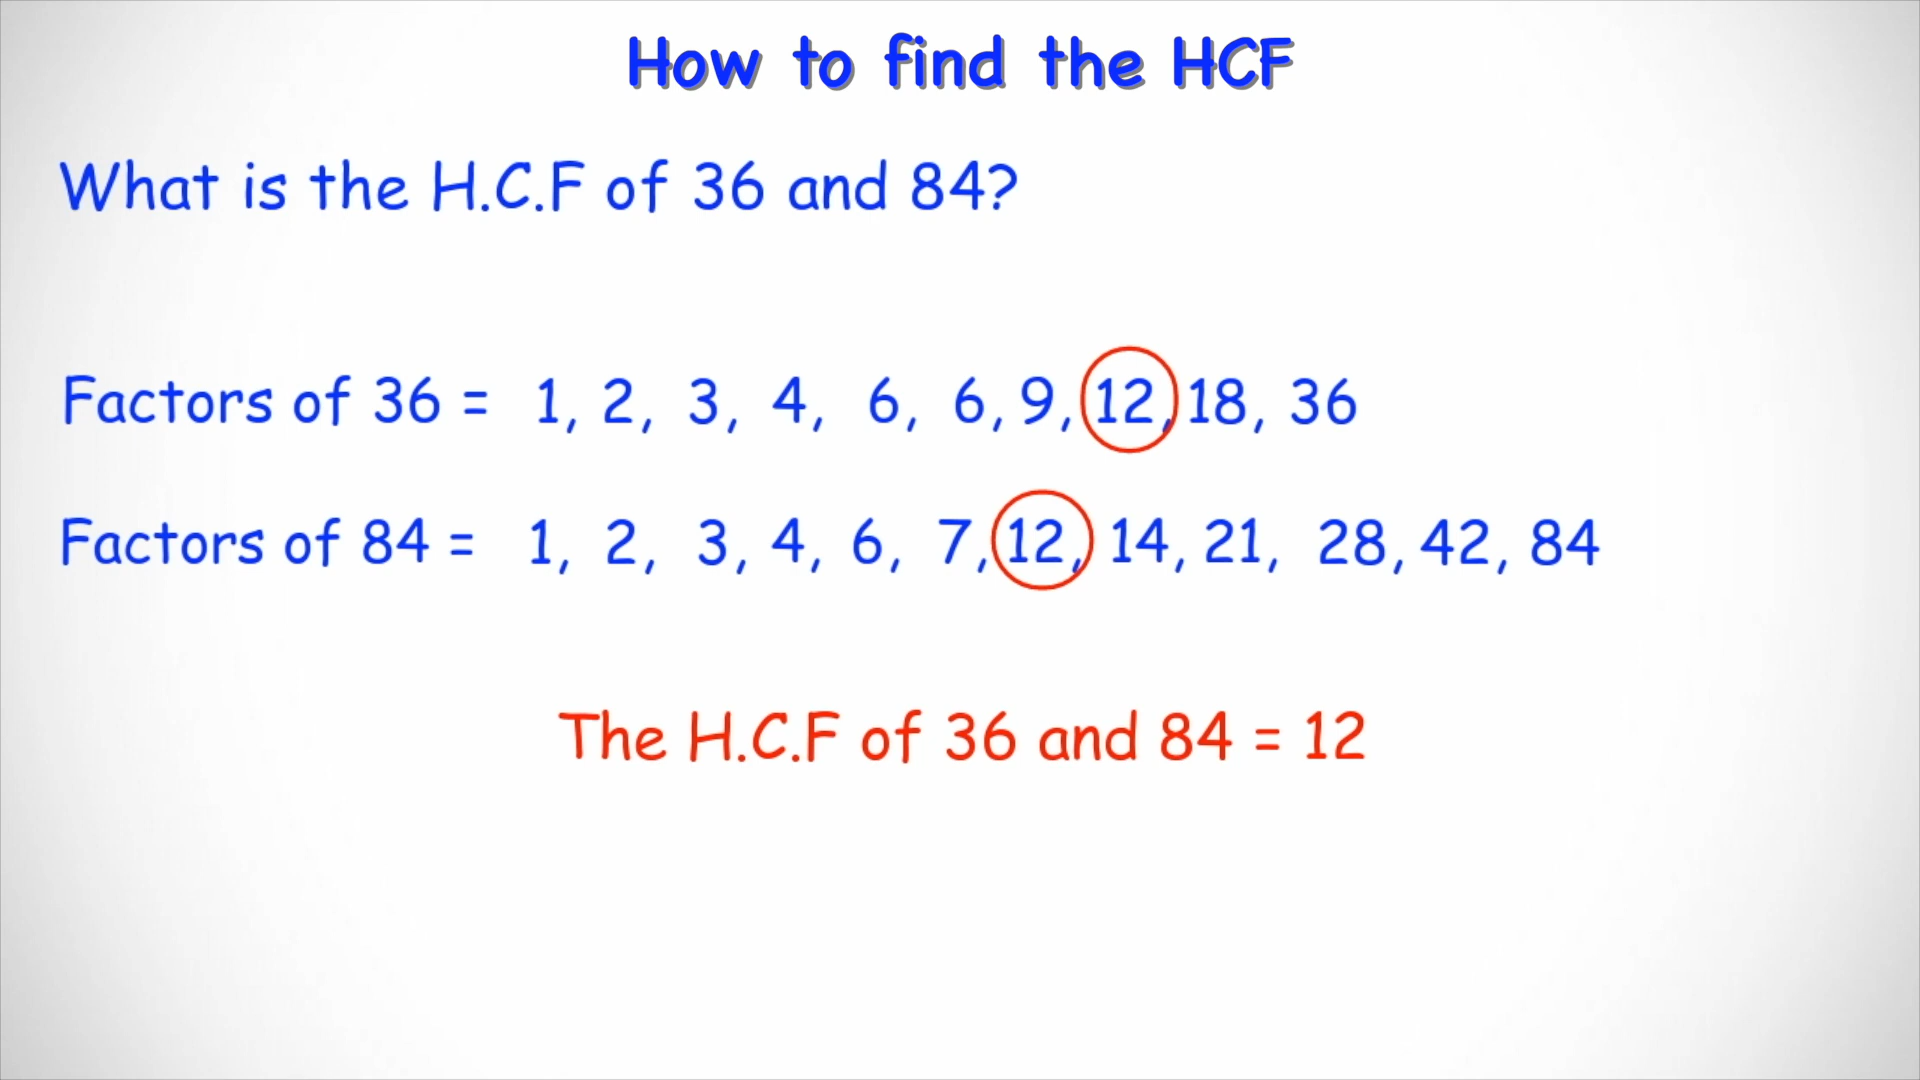 How to find the HCF
What is the H.C.F of 36 and 84?
Factors of 36 = 1, 2, 3, 4, 6, 6, 9, 12, 18, 36
Factors of 84 = 1, 2, 3, 4, 6, 7, 12, 14, 21, 28, 42, 84
The H.C.F of 36 and 84 = 12